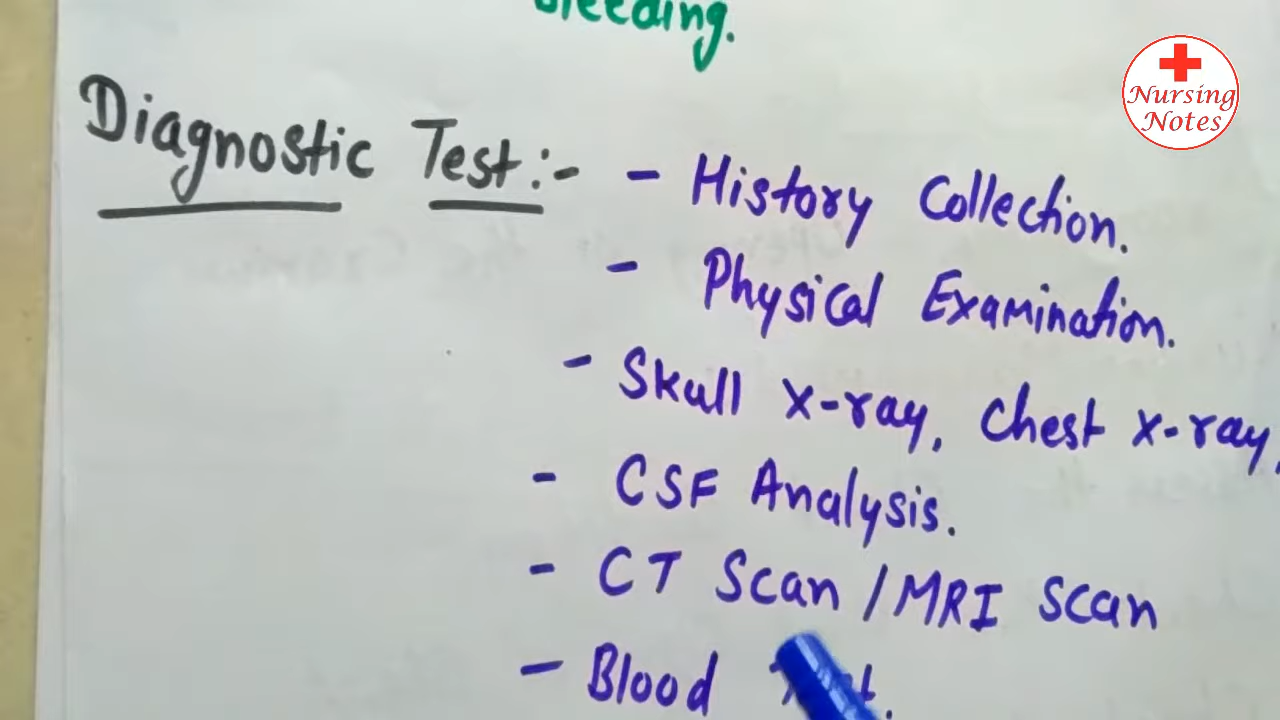 bleeding.
Nursing
Notes
Diagnostic Test:-
- History Collection.
- Physical Examination.
- Skull x-ray, Chest x-ray,
- CSF Analysis.
- CT Scan / MRI Scan
- Blood